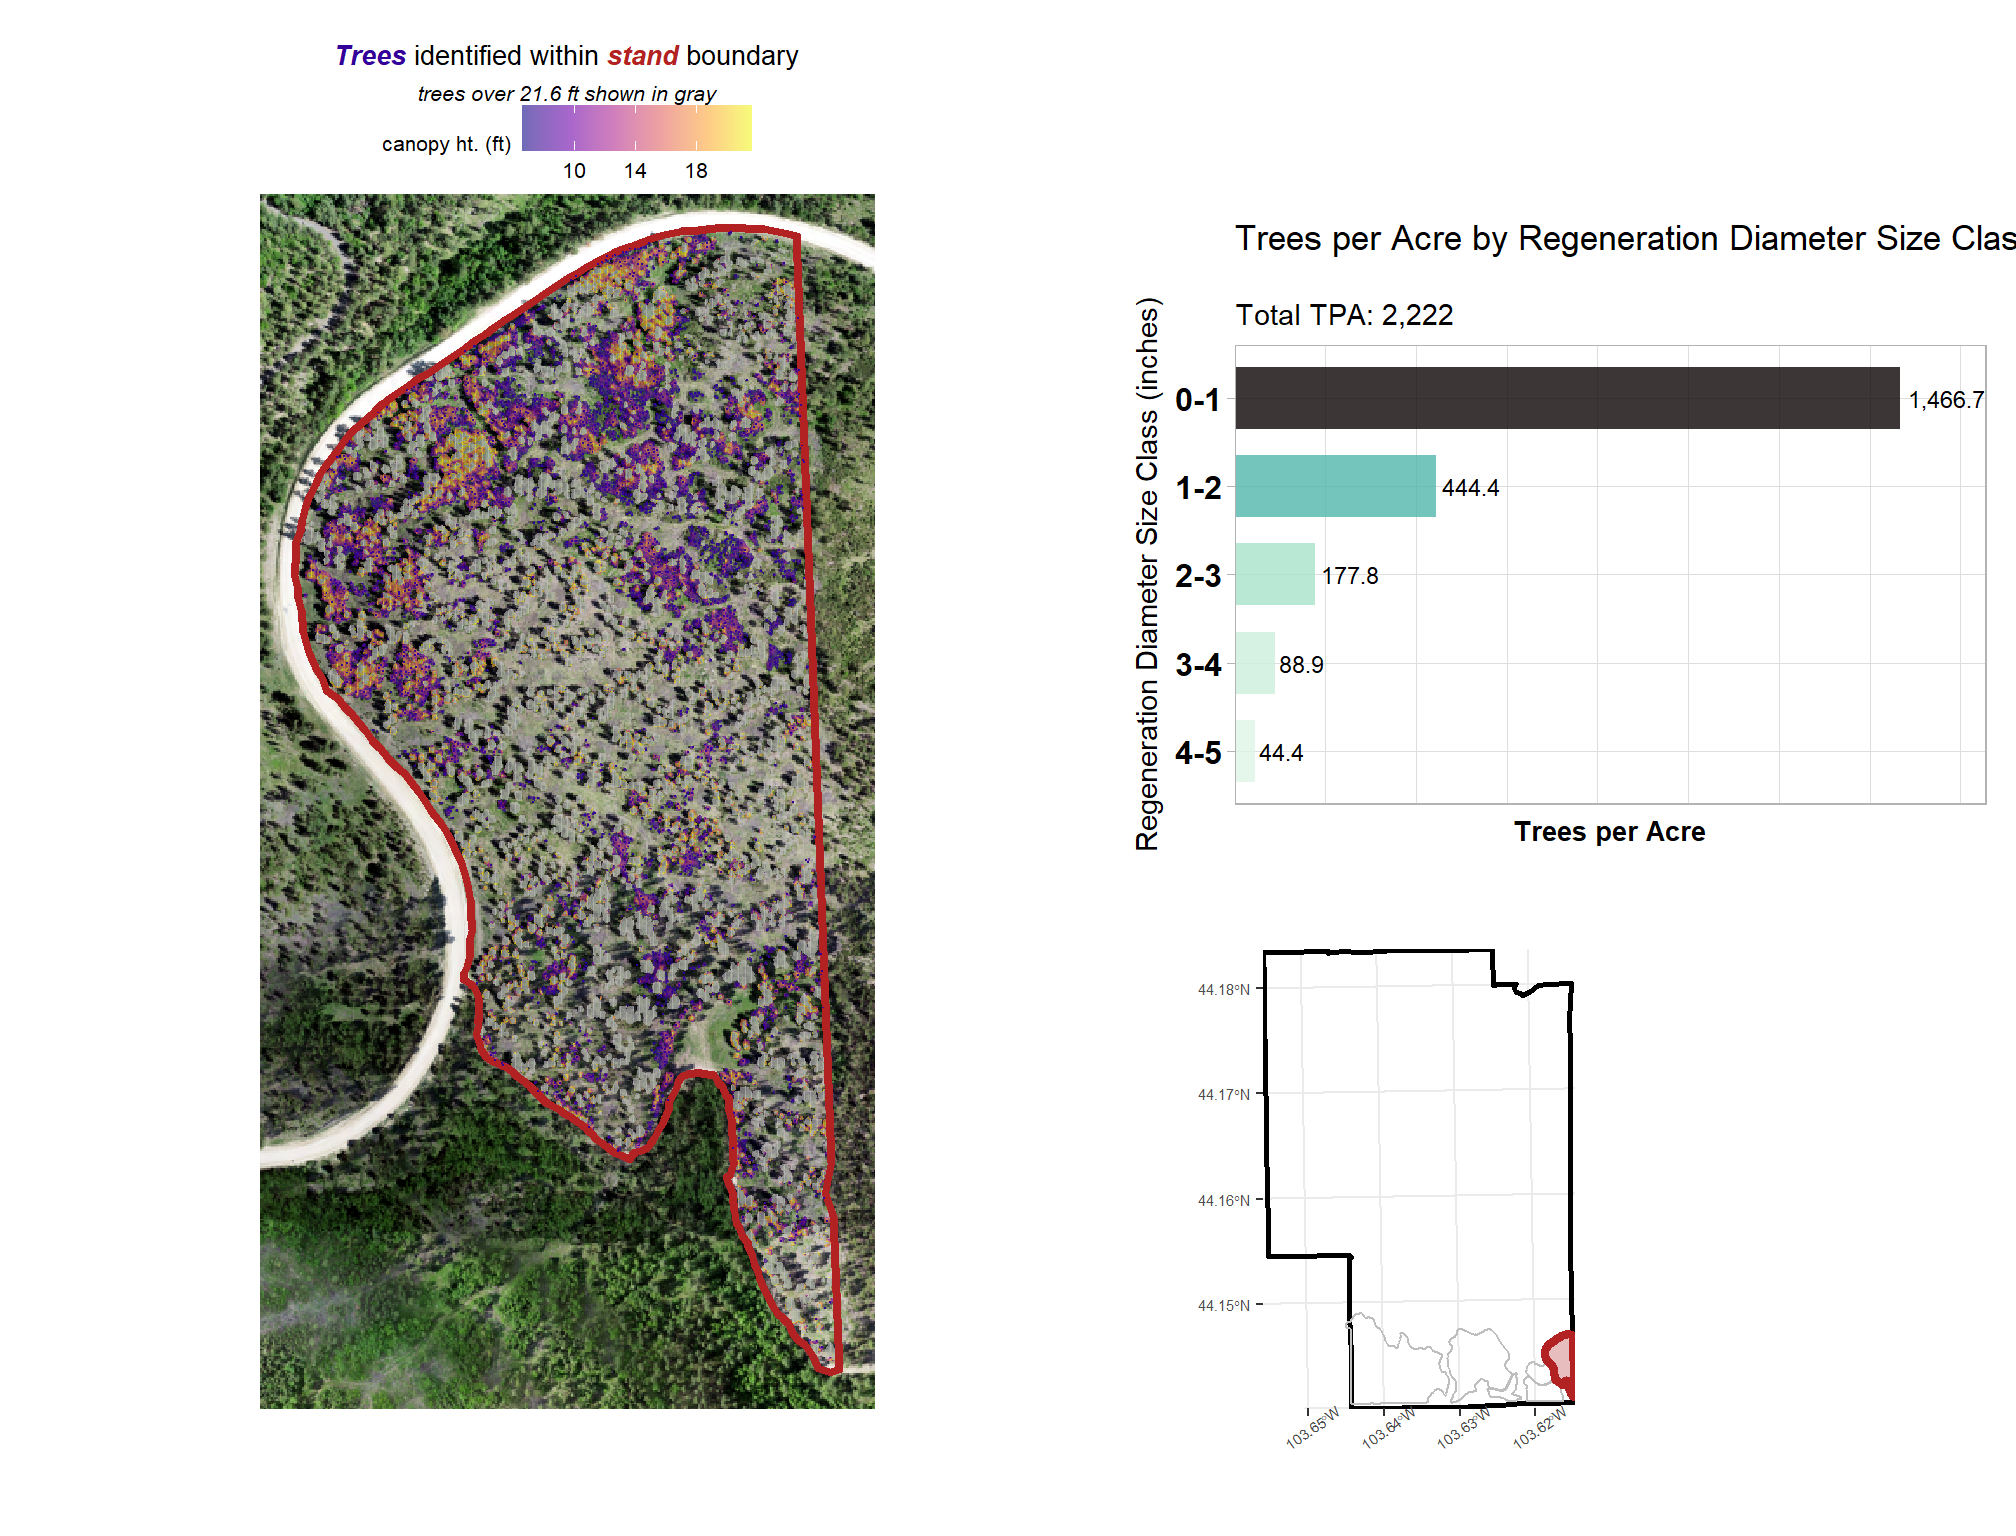 Trees identified within stand boundary
trees over 21.6 ft shown in gray
canopy ht. (ft)
10 14 18
Trees per Acre by Regeneration Diameter Size Clas
Total TPA: 2,222
Regeneration Diameter Size Class (inches)
0-1 1,466.7
1-2 444.4
2-3 177.8
3-4 88.9
4-5 44.4
Trees per Acre
44.18°N
44.17°N
44.16°N
44.15°N
103.65°W 103.64°W 103.63°W 103.62°W